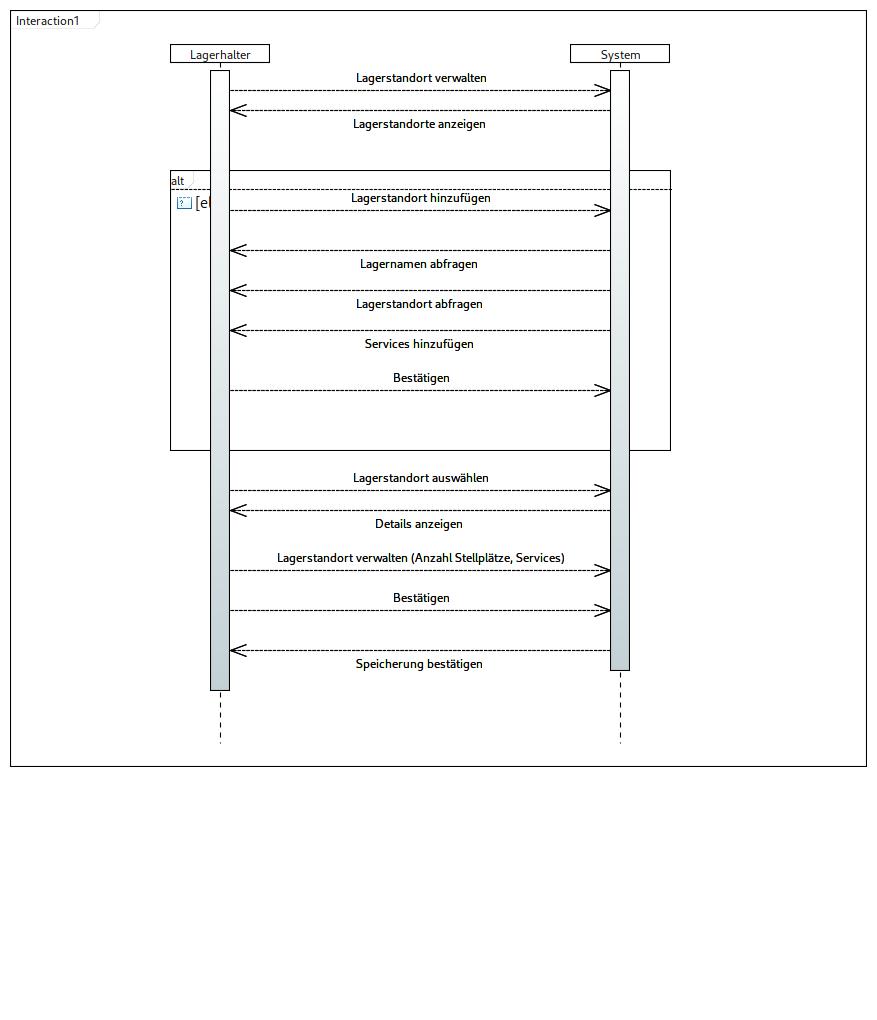 Interaction1
Lagerhalter
System
Lagerstandort verwalten
Lagerstandorte anzeigen
alt
Lagerstandort hinzufügen
Lagernamen abfragen
Lagerstandort abfragen
Services hinzufügen
Bestätigen
Lagerstandort auswählen
Details anzeigen
Lagerstandort verwalten (Anzahl Stellplätze, Services)
Bestätigen
Speicherung bestätigen